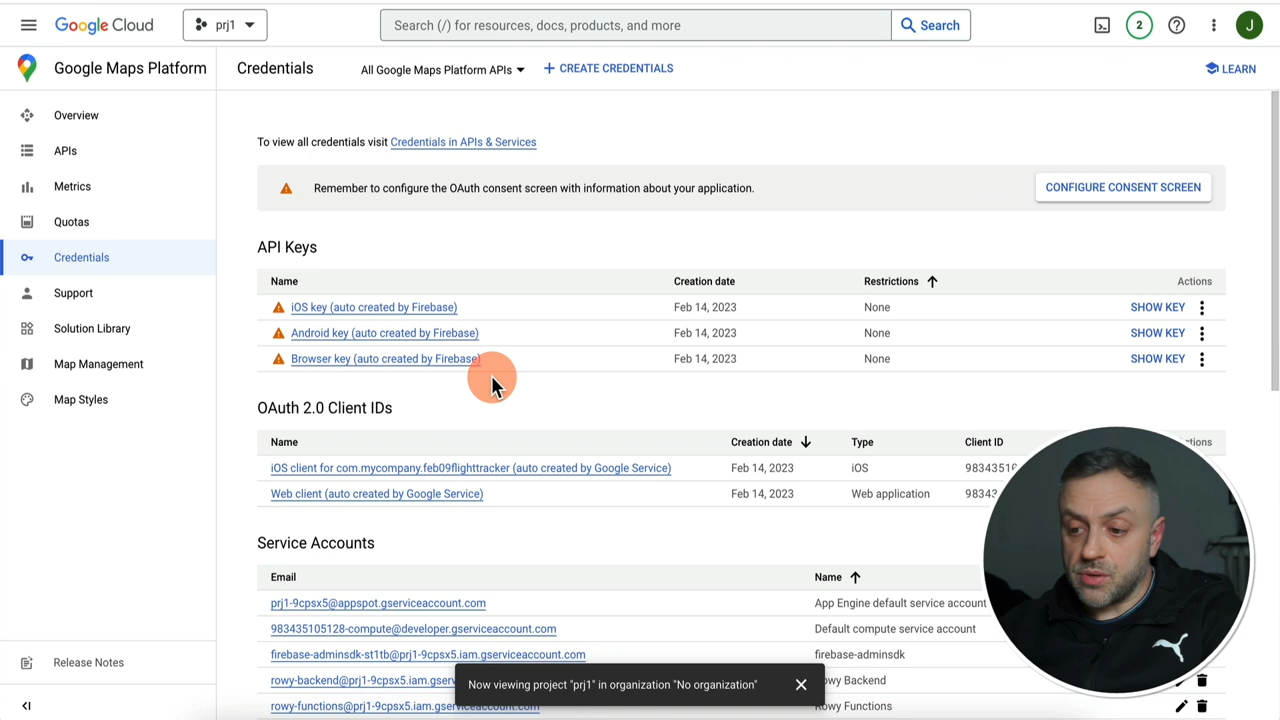 Google Cloud
prj1
Search (/) for resources, docs, products, and more
Search
2
J
Google Maps Platform
Credentials
All Google Maps Platform APIs
+ CREATE CREDENTIALS
LEARN
Overview
APIs
Metrics
Quotas
Credentials
Support
Solution Library
Map Management
Map Styles
Release Notes
To view all credentials visit Credentials in APIs & Services
Remember to configure the OAuth consent screen with information about your application.
CONFIGURE CONSENT SCREEN
API Keys
Name Creation date Restrictions Actions
iOS key (auto created by Firebase) Feb 14, 2023 None SHOW KEY
Android key (auto created by Firebase) Feb 14, 2023 None SHOW KEY
Browser key (auto created by Firebase) Feb 14, 2023 None SHOW KEY
OAuth 2.0 Client IDs
Name Creation date Type Client ID
iOS client for com.mycompany.feb09flighttracker (auto created by Google Service) Feb 14, 2023 iOS 9834351
Web client (auto created by Google Service) Feb 14, 2023 Web application 9834
Service Accounts
Email Name
prj1-9cpsx5@appspot.gserviceaccount.com App Engine default service account
983435105128-compute@developer.gserviceaccount.com Default compute service account
firebase-adminsdk-st1tb@prj1-9cpsx5.iam.gserviceaccount.com firebase-adminsdk
rowy-backend@prj1-9cpsx5.iam.gserv Rowy Backend
rowy-functions@prj1-9cpsx5.iam.gserviceaccount.com Rowy Functions
Now viewing project "prj1" in organization "No organization"